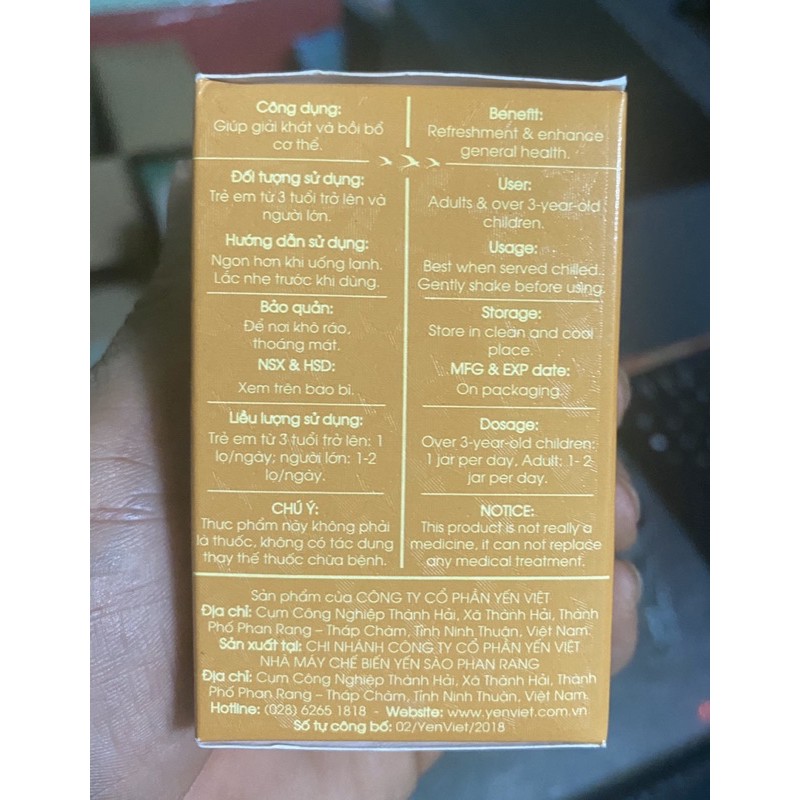 Công dụng:
Giúp giải khát và bồi bổ
cơ thể.
Đối tượng sử dụng:
Trẻ em từ 3 tuổi trở lên và
người lớn.
Hướng dẫn sử dụng:
Ngon hơn khi uống lạnh.
Lắc nhẹ trước khi dùng.
Bảo quản:
Để nơi khô ráo,
thoáng mát.
NSX & HSD:
Xem trên bao bì.
Liều lượng sử dụng:
Trẻ em từ 3 tuổi trở lên: 1
lọ/ngày; người lớn: 1-2
lọ/ngày.
CHÚ Ý:
Thực phẩm này không phải
là thuốc, không có tác dụng
thay thế thuốc chữa bệnh.
Benefit:
Refreshment & enhance
general health.
User:
Adults & over 3-year-old
children.
Usage:
Best when served chilled.
Gently shake before using.
Storage:
Store in clean and cool
place.
MFG & EXP date:
On packaging.
Dosage:
Over 3-year-old children:
1 jar per day, Adult: 1- 2
jar per day.
NOTICE:
This product is not really a
medicine, it can not replace
any medical treatment.
Sản phẩm của CÔNG TY CỔ PHẦN YẾN VIỆT
Địa chỉ: Cụm Công Nghiệp Thành Hải, Xã Thành Hải, Thành
Phố Phan Rang – Tháp Chàm, Tỉnh Ninh Thuận, Việt Nam.
Sản xuất tại: CHI NHÁNH CÔNG TY CỔ PHẦN YẾN VIỆT
NHÀ MÁY CHẾ BIẾN YẾN SÀO PHAN RANG
Địa chỉ: Cụm Công Nghiệp Thành Hải, Xã Thành Hải, Thành
Phố Phan Rang – Tháp Chàm, Tỉnh Ninh Thuận, Việt Nam.
Hotline: (028) 6265 1818 - Website: www.yenviet.com.vn
Số tự công bố: 02/YenViet/2018